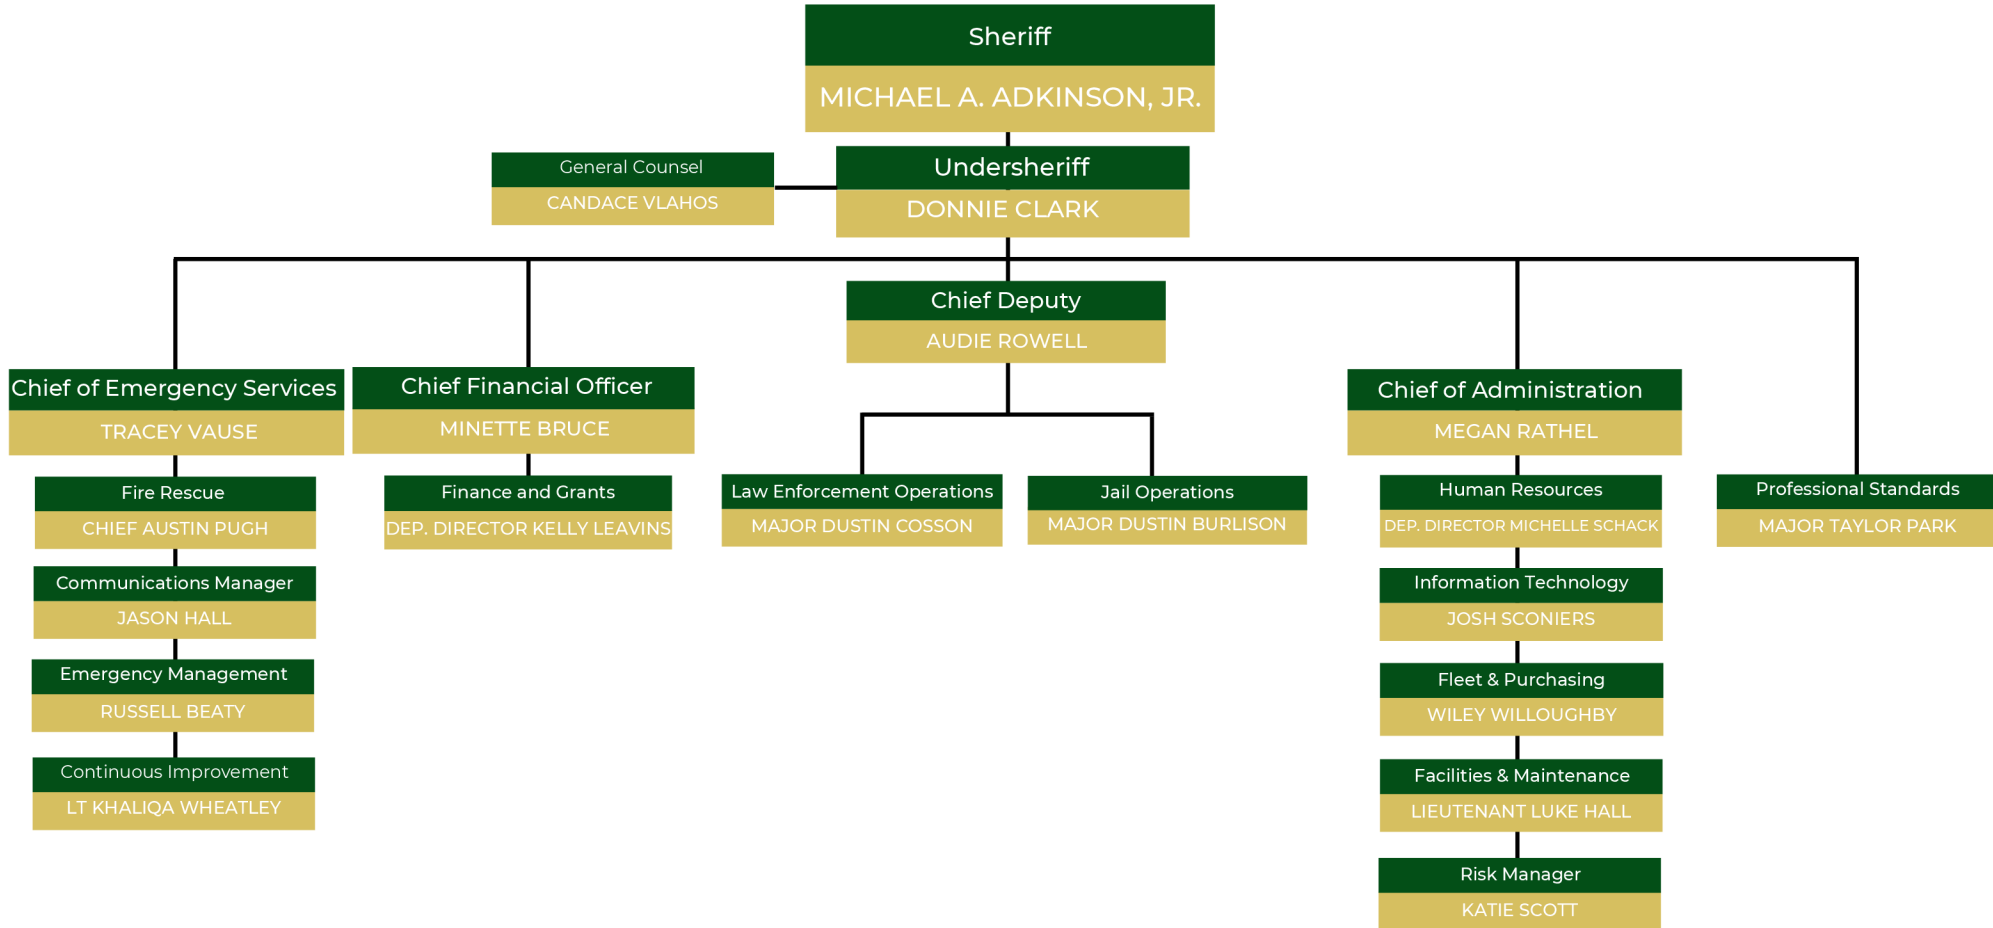 Sheriff
MICHAEL A. ADKINSON, JR.
General Counsel
CANDACE VLAHOS
Undersheriff
DONNIE CLARK
Chief Deputy
AUDIE ROWELL
Chief of Emergency Services
TRACEY VAUSE
Chief Financial Officer
MINETTE BRUCE
Chief of Administration
MEGAN RATHEL
Fire Rescue
CHIEF AUSTIN PUGH
Finance and Grants
DEP. DIRECTOR KELLY LEAVINS
Law Enforcement Operations
MAJOR DUSTIN COSSON
Jail Operations
MAJOR DUSTIN BURLISON
Human Resources
DEP. DIRECTOR MICHELLE SCHACK
Professional Standards
MAJOR TAYLOR PARK
Communications Manager
JASON HALL
Information Technology
JOSH SCONIERS
Emergency Management
RUSSELL BEATY
Fleet & Purchasing
WILEY WILLOUGHBY
Continuous Improvement
LT KHALIQA WHEATLEY
Facilities & Maintenance
LIEUTENANT LUKE HALL
Risk Manager
KATIE SCOTT